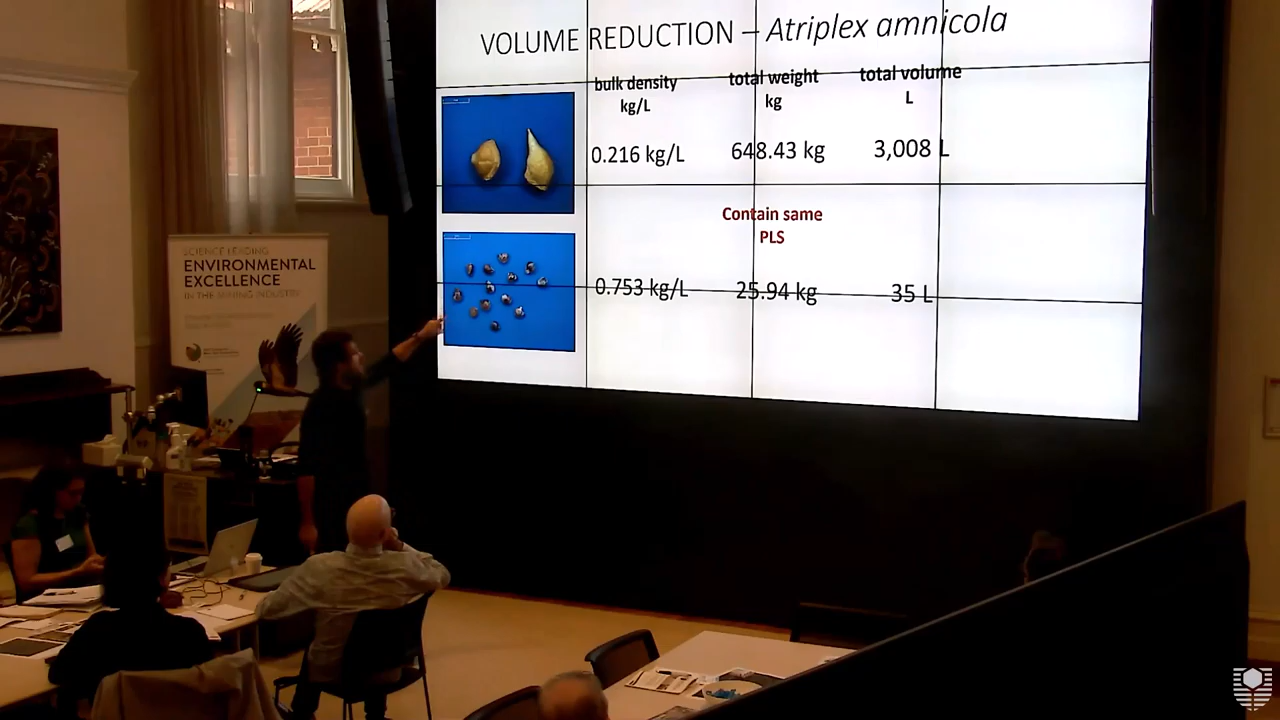 VOLUME REDUCTION – Atriplex amnicola
bulk density
kg/L
total weight
kg
total volume
L
0.216 kg/L
648.43 kg
3,008 L
Contain same
PLS
0.753 kg/L
25.94 kg
35 L
SCIENCE LEADING
ENVIRONMENTAL
EXCELLENCE
IN THE MINING INDUSTRY